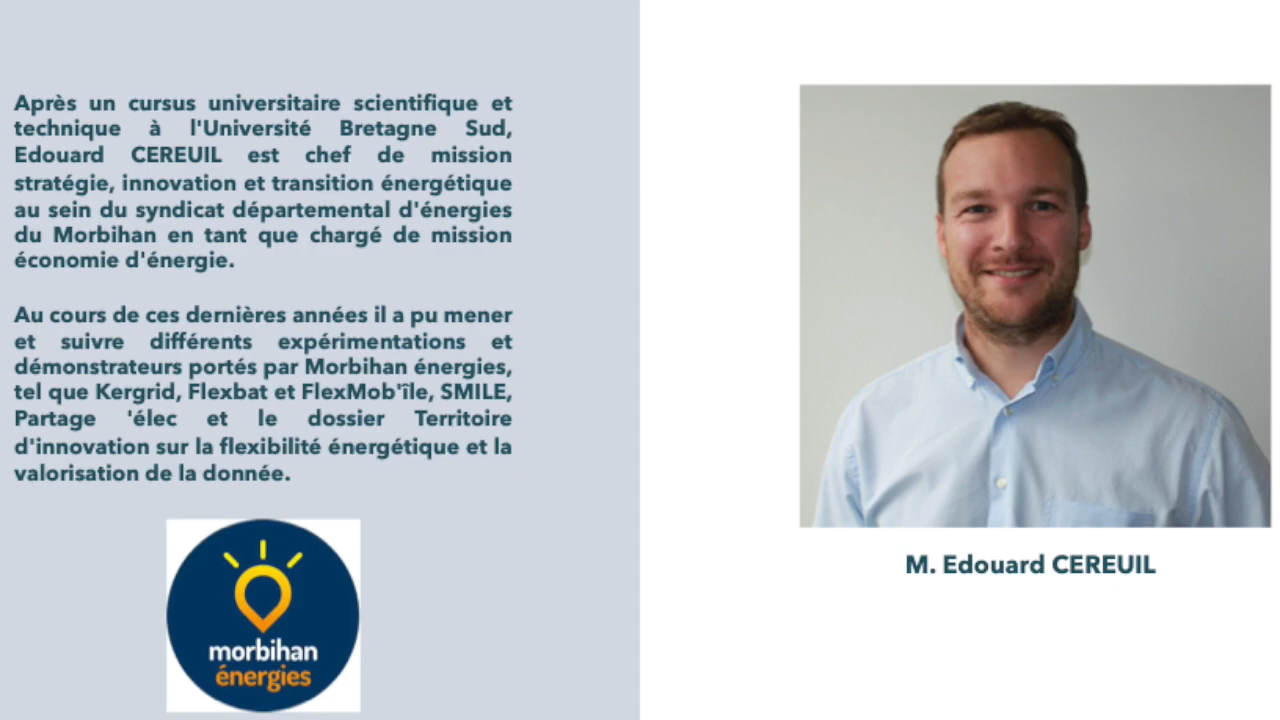 Après un cursus universitaire scientifique et
technique à l'Université Bretagne Sud,
Edouard CEREUIL est chef de mission
stratégie, innovation et transition énergétique
au sein du syndicat départemental d'énergies
du Morbihan en tant que chargé de mission
économie d'énergie.
Au cours de ces dernières années il a pu mener
et suivre différents expérimentations et
démonstrateurs portés par Morbihan énergies,
tel que Kergrid, Flexbat et FlexMob'île, SMILE,
Partage 'élec et le dossier Territoire
d'innovation sur la flexibilité énergétique et la
valorisation de la donnée.
morbihan
énergies
M. Edouard CEREUIL